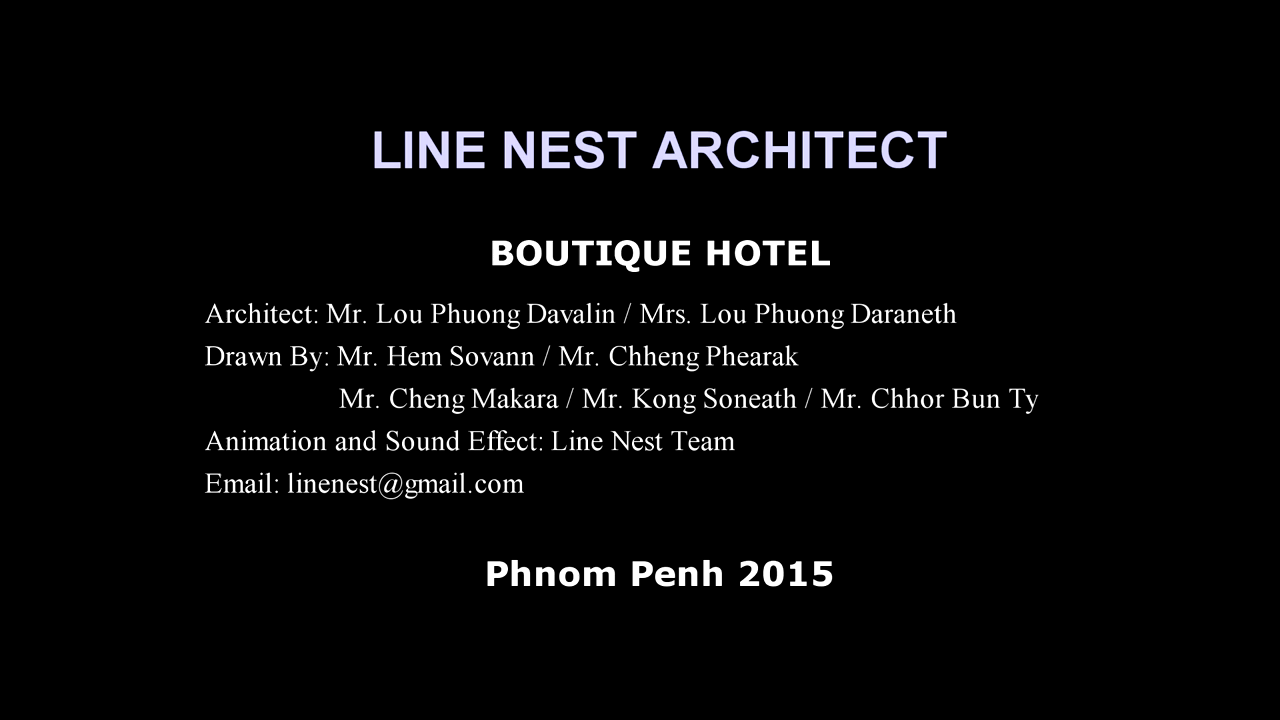 LINE NEST ARCHITECT
BOUTIQUE HOTEL
Architect: Mr. Lou Phuong Davalin / Mrs. Lou Phuong Daraneth
Drawn By: Mr. Hem Sovann / Mr. Chheng Phearak
Mr. Cheng Makara / Mr. Kong Soneath / Mr. Chhor Bun Ty
Animation and Sound Effect: Line Nest Team
Email: linenest@gmail.com
Phnom Penh 2015